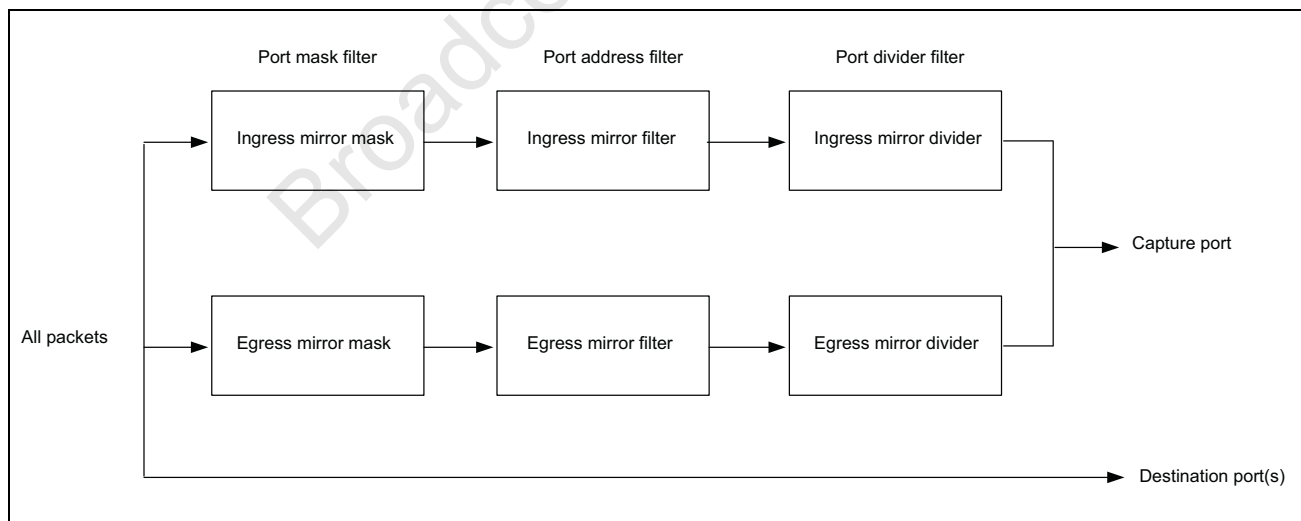 Port mask filter
Port address filter
Port divider filter
Ingress mirror mask
Ingress mirror filter
Ingress mirror divider
Capture port
All packets
Egress mirror mask
Egress mirror filter
Egress mirror divider
Destination port(s)